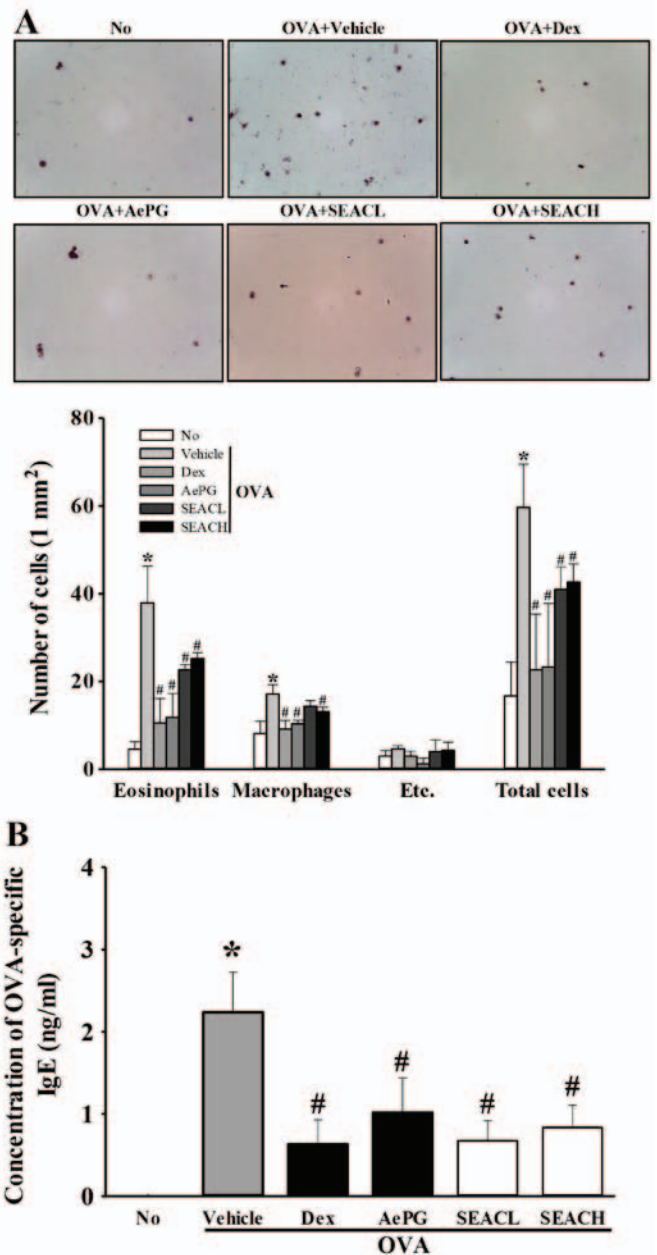 A
No OVA+Vehicle OVA+Dex
OVA+AePG OVA+SEACL OVA+SEACH
Number of cells (1 mm²)
80
60
40
20
0
No
Vehicle
Dex
AePG
SEACL
SEACH
OVA
* # # # #
* # # #
* # # # #
Eosinophils Macrophages Etc. Total cells
B
Concentration of OVA-specific
IgE (ng/ml)
4
3
2
1
0
* # # # #
No Vehicle Dex AePG SEACL SEACH
OVA